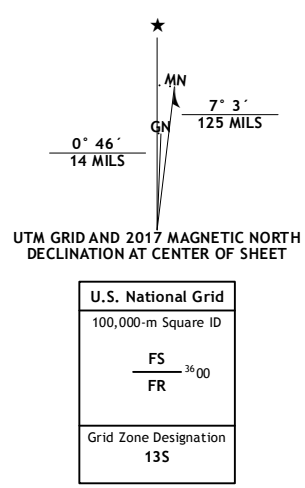 MN
7° 3´
125 MILS
GN
0° 46´
14 MILS
UTM GRID AND 2017 MAGNETIC NORTH
DECLINATION AT CENTER OF SHEET
U.S. National Grid
100,000-m Square ID
FS
3600
FR
Grid Zone Designation
13S